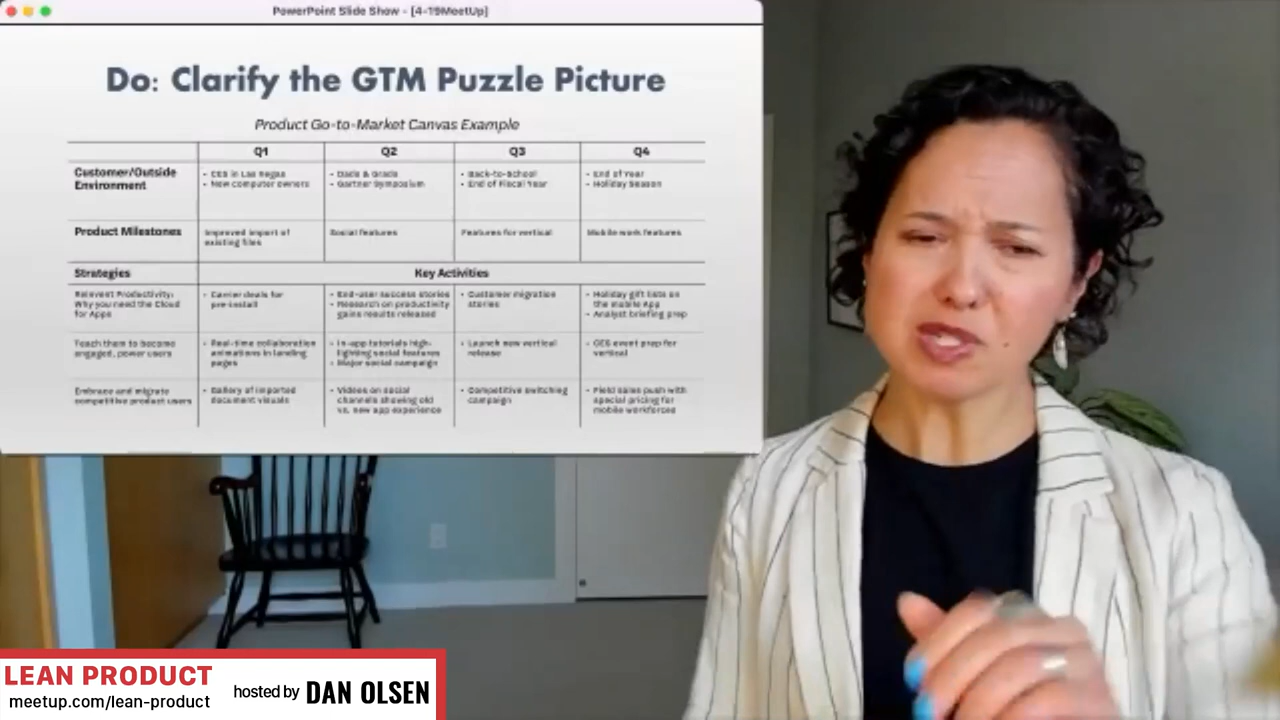 PowerPoint Slide Show - [4-19MeetUp]
Do: Clarify the GTM Puzzle Picture
Product Go-to-Market Canvas Example
Q1 Q2 Q3 Q4
Customer/Outside Environment
• CES in Las Vegas
• New computer owners
• Dads & Grads
• Gartner Symposium
• Back-to-School
• End of Fiscal Year
• End of Year
• Holiday Season
Product Milestones
Improved import of
existing files
Social features
Features for vertical
Mobile work features
Strategies
Key Activities
Reinvent Productivity:
Why you need the Cloud
for Apps
• Carrier deals for
pre-install
• End-user success stories
• Research on productivity
gains results released
• Customer migration
stories
• Holiday gift lists on
the mobile App
• Analyst briefing prep
Teach them to become
engaged, power users
• Real-time collaboration
animations in landing
pages
• In-app tutorials high-
lighting social features
• Major social campaign
• Launch new vertical
release
• CES event prep for
vertical
Embrace and migrate
competitive product users
• Gallery of imported
document visuals
• Videos on social
channels showing old
vs. new app experience
• Competitive switching
campaign
• Field sales push with
special pricing for
mobile workforces
LEAN PRODUCT
meetup.com/lean-product
hosted by DAN OLSEN